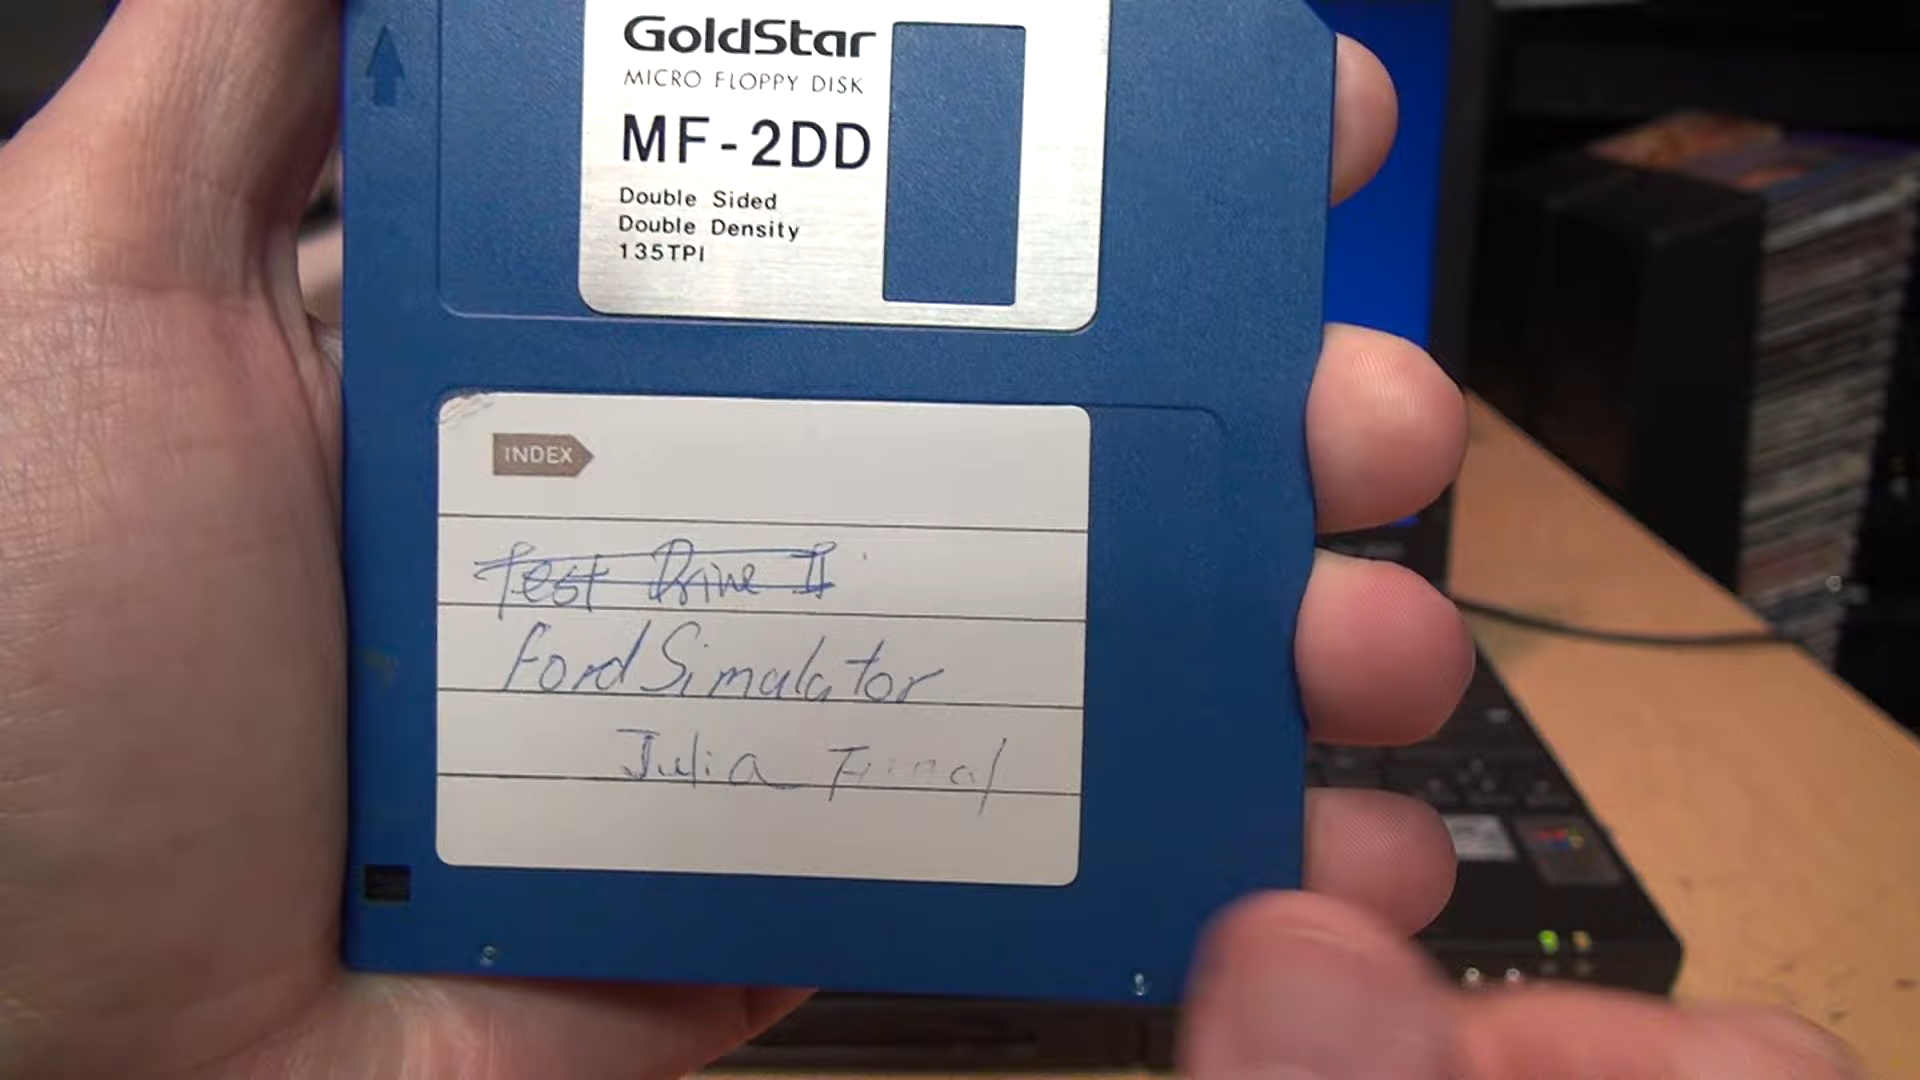 GoldStar
MICRO FLOPPY DISK
MF-2DD
Double Sided
Double Density
135TPI
INDEX
Test Drive II
Ford Simulator
Julia Final